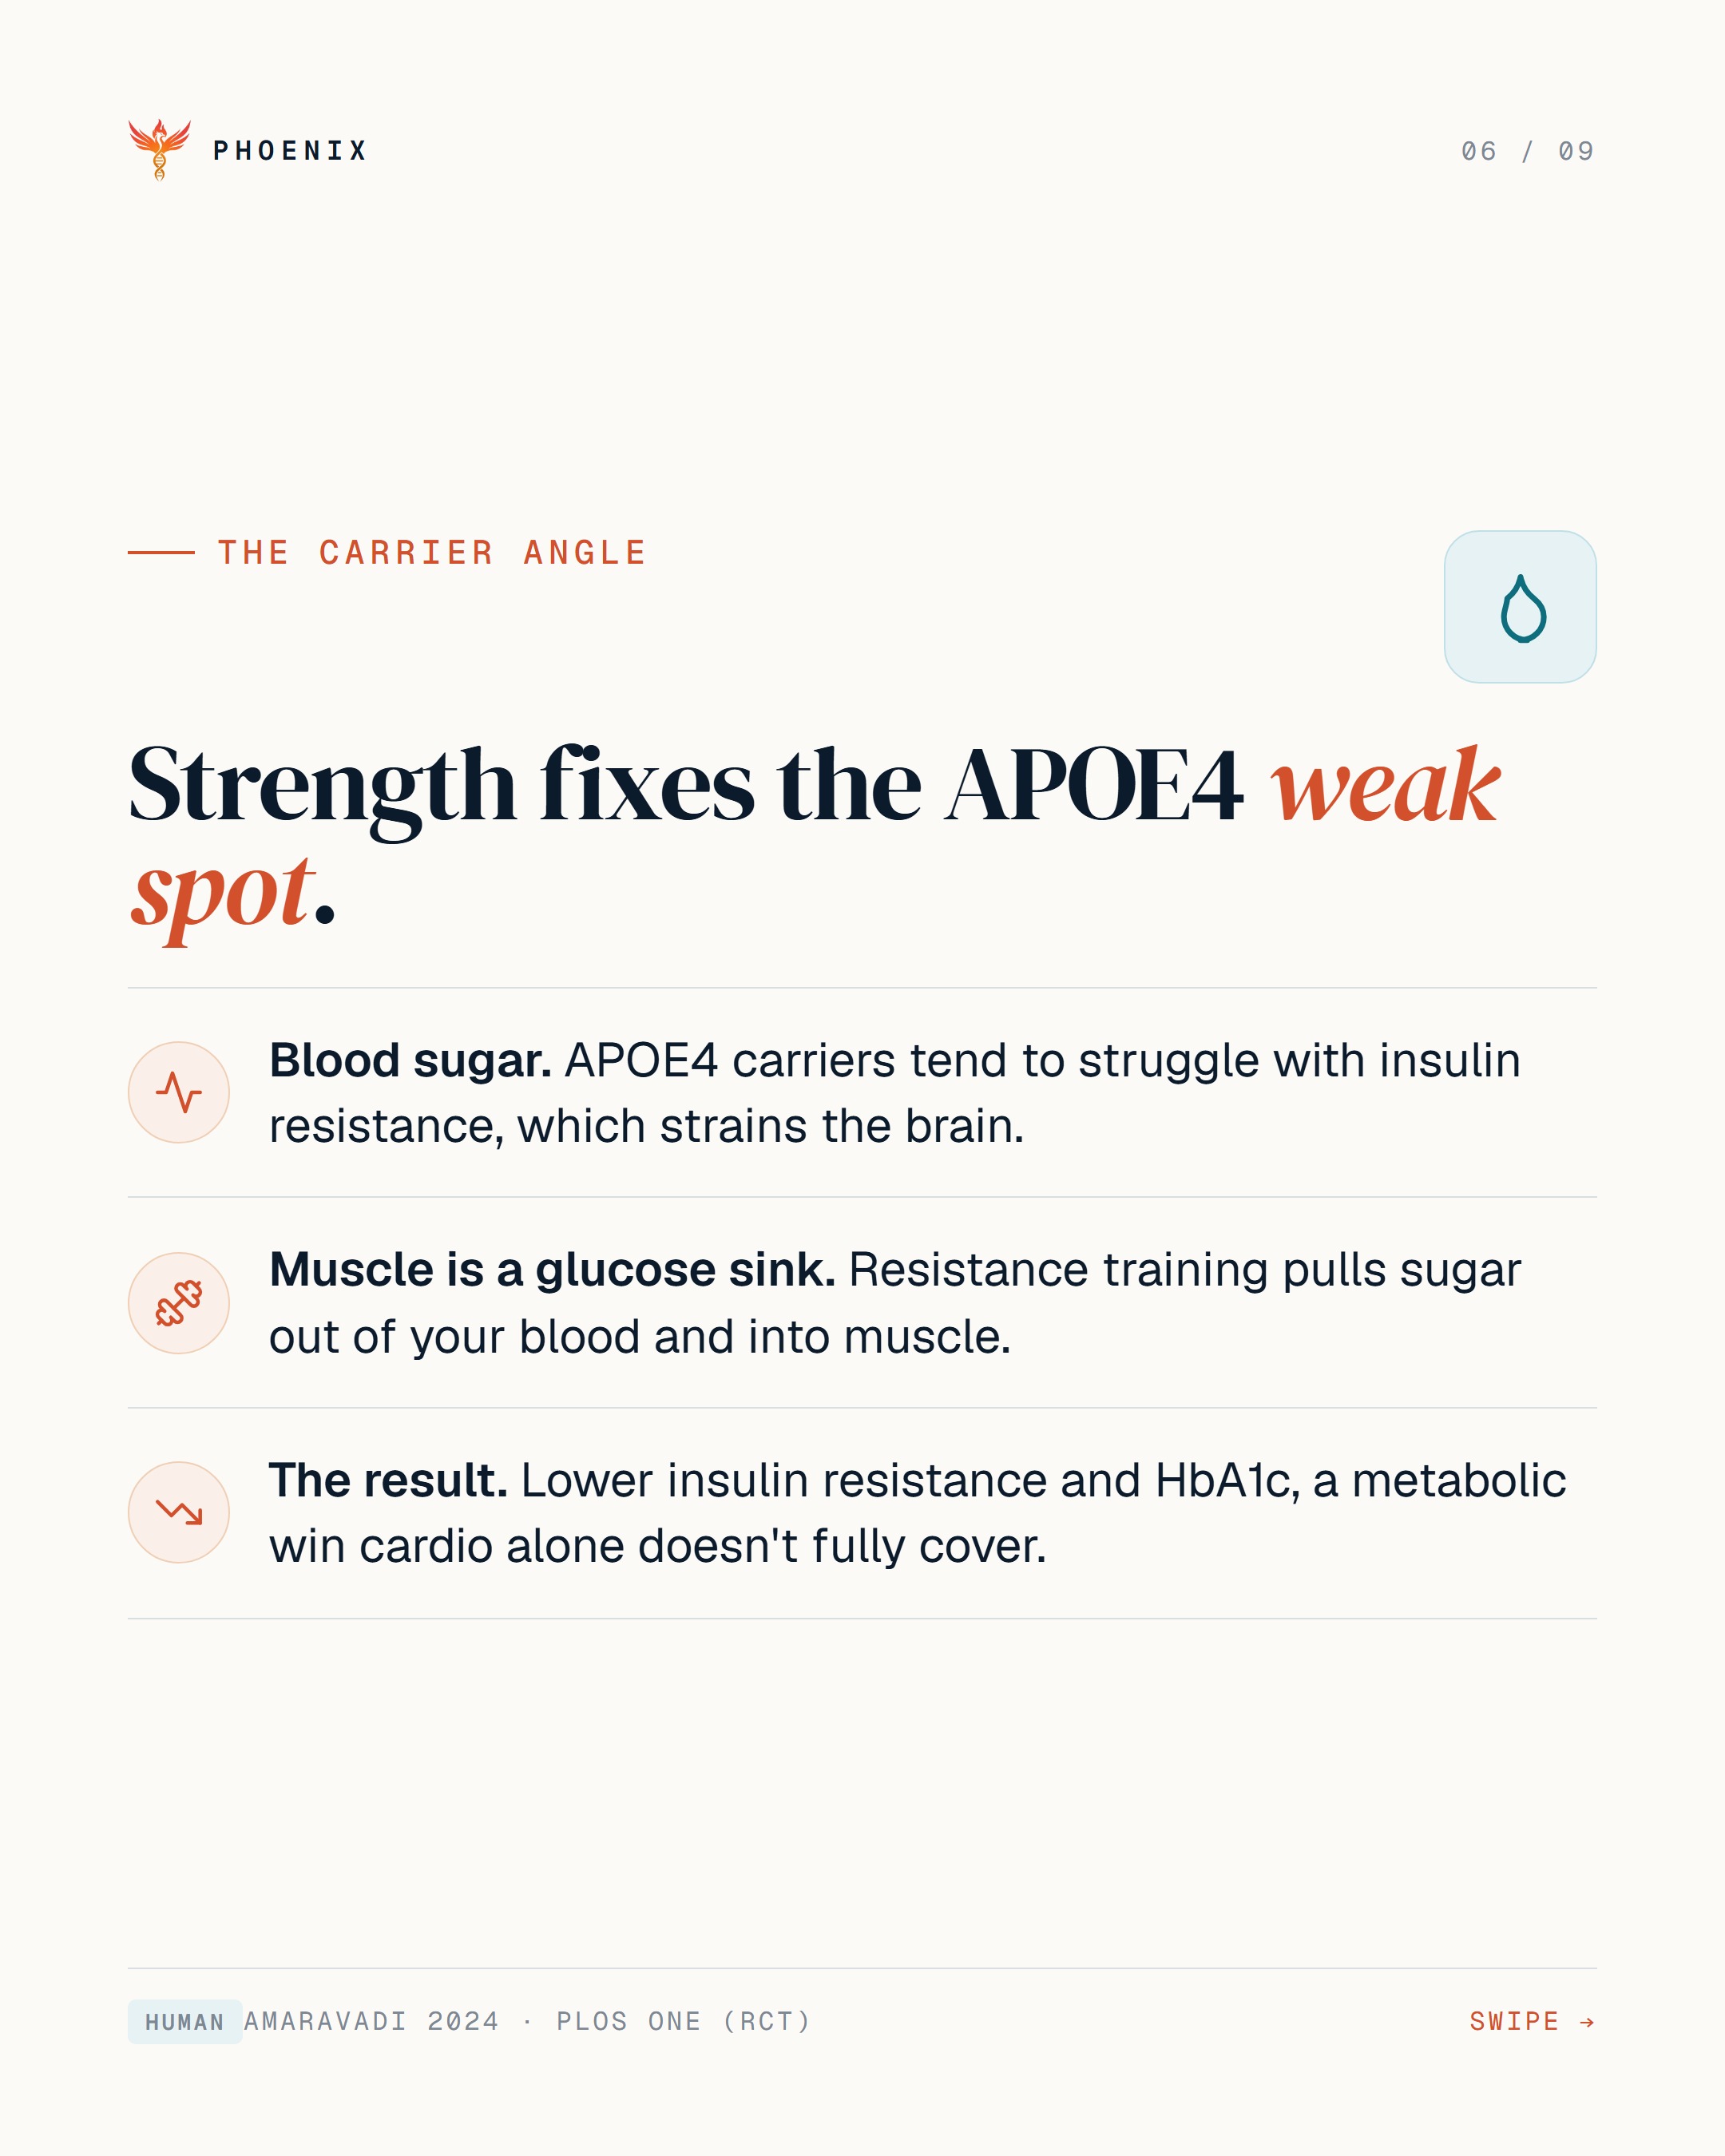 PHOENIX
06 / 09
THE CARRIER ANGLE
Strength fixes the APOE4 weak
spot.
Blood sugar. APOE4 carriers tend to struggle with insulin
resistance, which strains the brain.
Muscle is a glucose sink. Resistance training pulls sugar
out of your blood and into muscle.
The result. Lower insulin resistance and HbA1c, a metabolic
win cardio alone doesn't fully cover.
HUMAN AMARAVADI 2024 · PLOS ONE (RCT)
SWIPE →